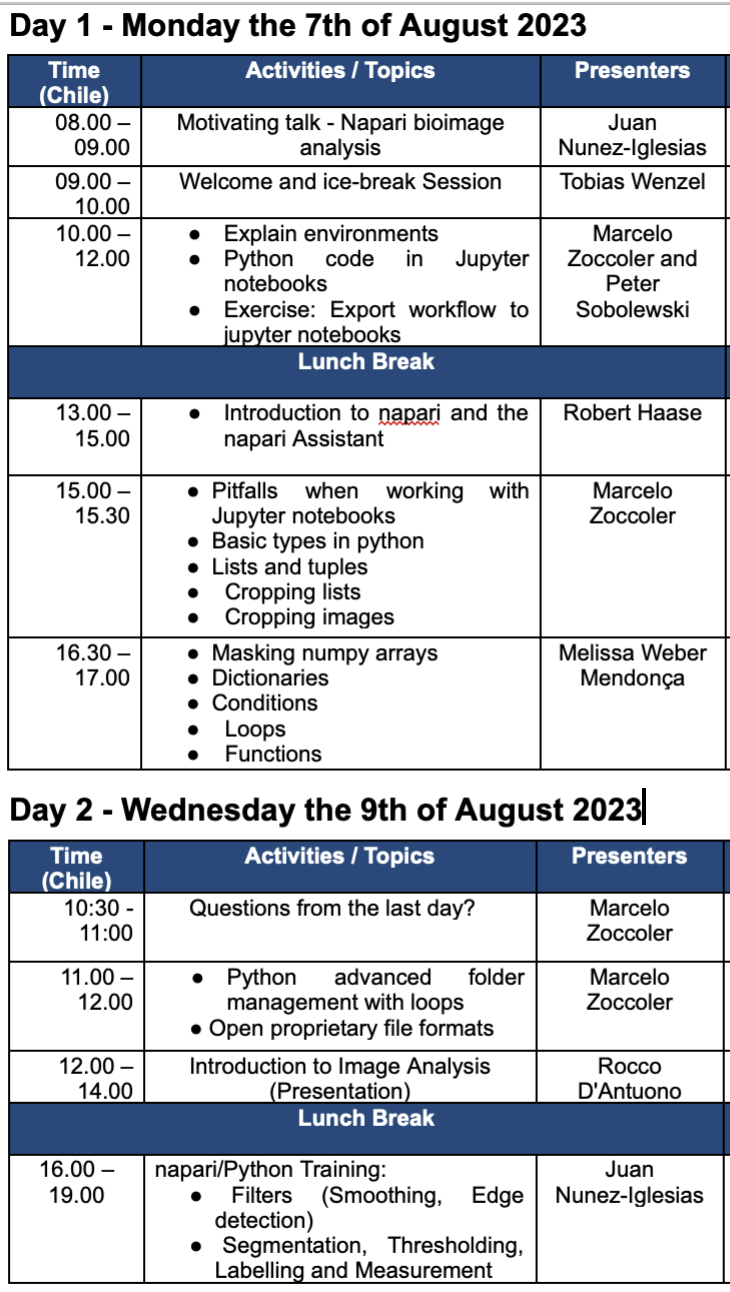 Day 1 - Monday the 7th of August 2023
Time
(Chile)
Activities / Topics
Presenters
08.00 –
09.00
Motivating talk - Napari bioimage
analysis
Juan
Nunez-Iglesias
09.00 –
10.00
Welcome and ice-break Session
Tobias Wenzel
10.00 –
12.00
● Explain environments
● Python code in Jupyter
notebooks
● Exercise: Export workflow to
jupyter notebooks
Marcelo
Zoccoler and
Peter
Sobolewski
Lunch Break
13.00 –
15.00
● Introduction to napari and the
napari Assistant
Robert Haase
15.00 –
15.30
● Pitfalls when working with
Jupyter notebooks
● Basic types in python
● Lists and tuples
● Cropping lists
● Cropping images
Marcelo
Zoccoler
16.30 –
17.00
● Masking numpy arrays
● Dictionaries
● Conditions
● Loops
● Functions
Melissa Weber
Mendonça
Day 2 - Wednesday the 9th of August 2023
Time
(Chile)
Activities / Topics
Presenters
10:30 -
11:00
Questions from the last day?
Marcelo
Zoccoler
11.00 –
12.00
● Python advanced folder
management with loops
● Open proprietary file formats
Marcelo
Zoccoler
12.00 –
14.00
Introduction to Image Analysis
(Presentation)
Rocco
D'Antuono
Lunch Break
16.00 –
19.00
napari/Python Training:
● Filters (Smoothing, Edge
detection)
● Segmentation, Thresholding,
Labelling and Measurement
Juan
Nunez-Iglesias